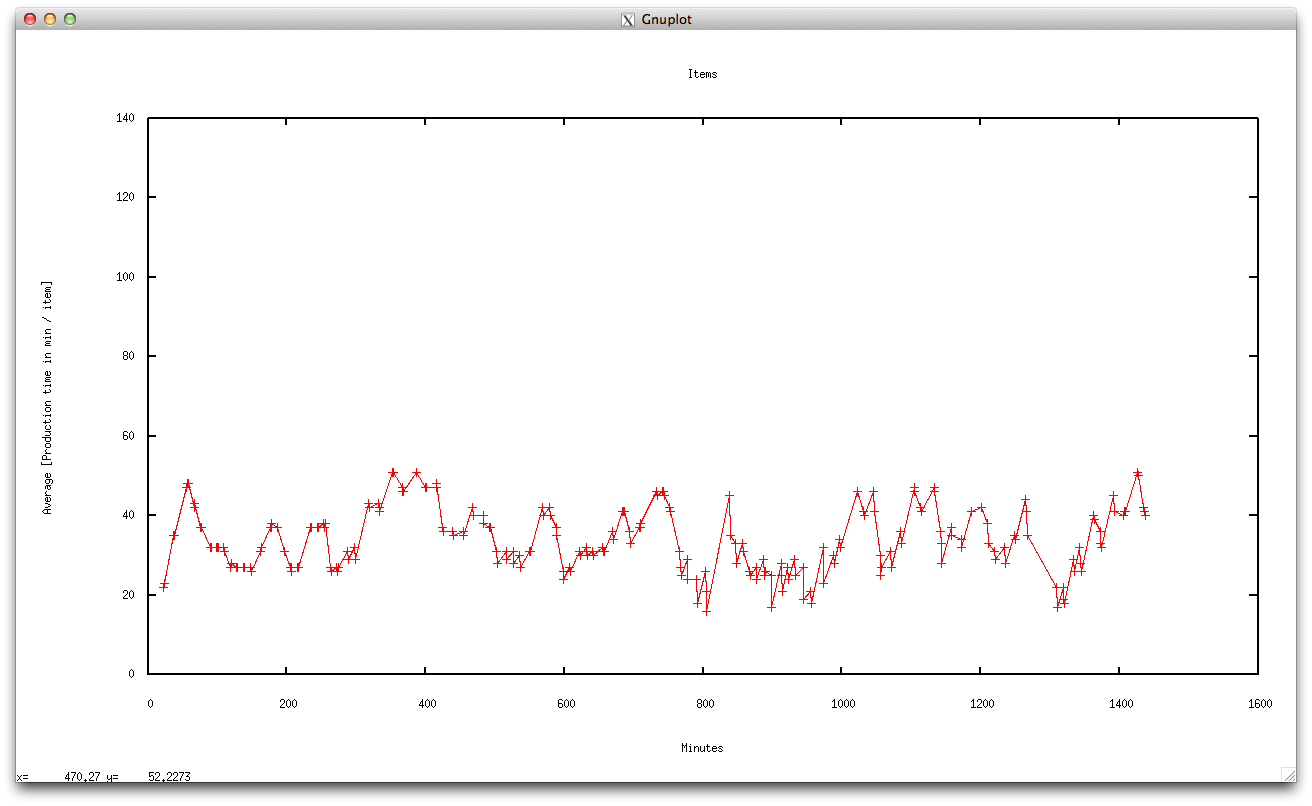 Gnuplot
Items
140
120
100
80
60
40
20
0
Average [Production time in min / item]
0 200 400 600 800 1000 1200 1400 1600
Minutes
x= 470,27 y= 52,2273